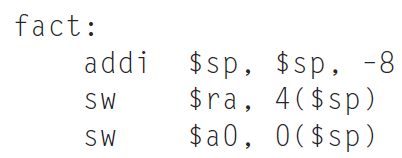 fact:
addi $sp, $sp, -8
sw $ra, 4($sp)
sw $a0, 0($sp)